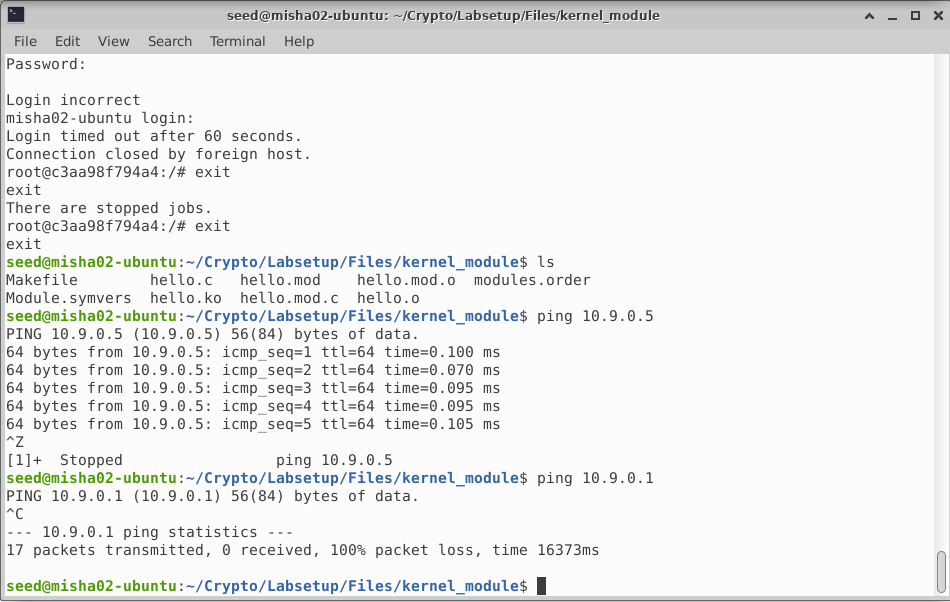 seed@misha02-ubuntu: ~/Crypto/Labsetup/Files/kernel_module
File Edit View Search Terminal Help
Password:
Login incorrect
misha02-ubuntu login:
Login timed out after 60 seconds.
Connection closed by foreign host.
root@c3aa98f794a4:/# exit
exit
There are stopped jobs.
root@c3aa98f794a4:/# exit
exit
seed@misha02-ubuntu:~/Crypto/Labsetup/Files/kernel_module$ ls
Makefile        hello.c   hello.mod    hello.mod.o  modules.order
Module.symvers  hello.ko  hello.mod.c  hello.o
seed@misha02-ubuntu:~/Crypto/Labsetup/Files/kernel_module$ ping 10.9.0.5
PING 10.9.0.5 (10.9.0.5) 56(84) bytes of data.
64 bytes from 10.9.0.5: icmp_seq=1 ttl=64 time=0.100 ms
64 bytes from 10.9.0.5: icmp_seq=2 ttl=64 time=0.070 ms
64 bytes from 10.9.0.5: icmp_seq=3 ttl=64 time=0.095 ms
64 bytes from 10.9.0.5: icmp_seq=4 ttl=64 time=0.095 ms
64 bytes from 10.9.0.5: icmp_seq=5 ttl=64 time=0.105 ms
^Z
[1]+  Stopped                 ping 10.9.0.5
seed@misha02-ubuntu:~/Crypto/Labsetup/Files/kernel_module$ ping 10.9.0.1
PING 10.9.0.1 (10.9.0.1) 56(84) bytes of data.
^C
--- 10.9.0.1 ping statistics ---
17 packets transmitted, 0 received, 100% packet loss, time 16373ms
seed@misha02-ubuntu:~/Crypto/Labsetup/Files/kernel_module$